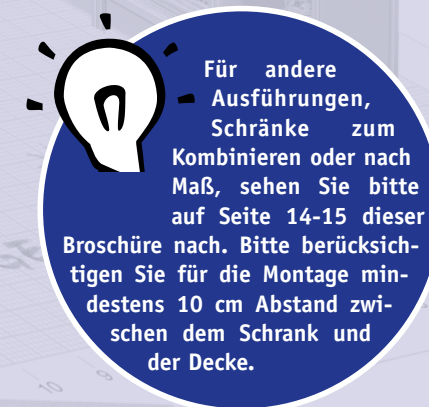 Für andere
Ausführungen,
Schränke zum
Kombinieren oder nach
Maß, sehen Sie bitte
auf Seite 14-15 dieser
Broschüre nach. Bitte berücksich-
tigen Sie für die Montage min-
destens 10 cm Abstand zwi-
schen dem Schrank und
der Decke.